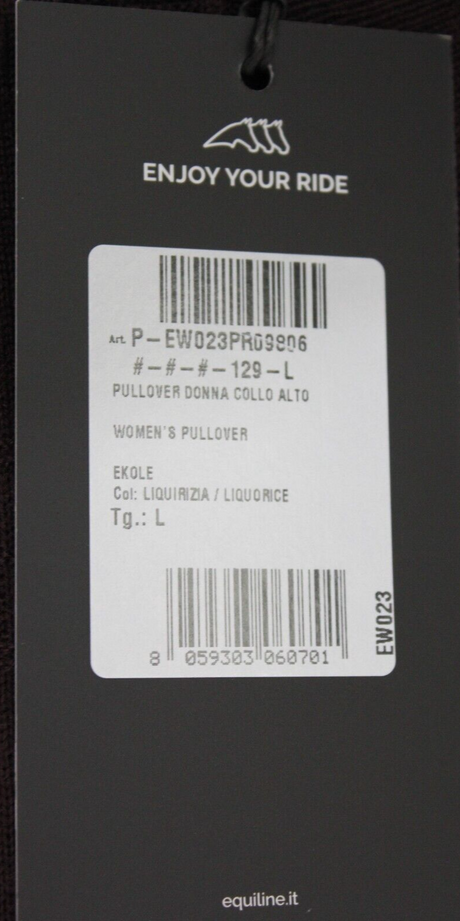 ENJOY YOUR RIDE
Art. P-EW023PR09806
#-#-#-129-L
PULLOVER DONNA COLLO ALTO
WOMEN'S PULLOVER
EKOLE
Col: LIQUIRIZIA / LIQUORICE
Tg.: L
8 059303 060701
EW023
equiline.it